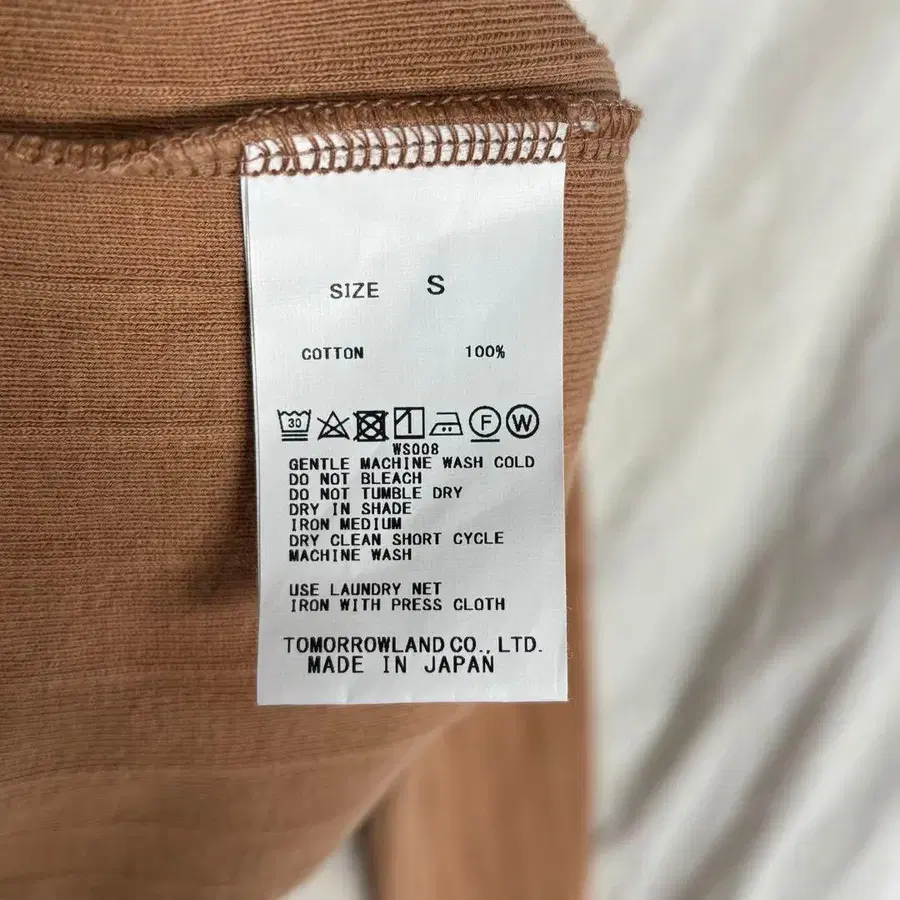 SIZE S
COTTON 100%
30 F W
WS008
GENTLE MACHINE WASH COLD
DO NOT BLEACH
DO NOT TUMBLE DRY
DRY IN SHADE
IRON MEDIUM
DRY CLEAN SHORT CYCLE
MACHINE WASH
USE LAUNDRY NET
IRON WITH PRESS CLOTH
TOMORROWLAND CO., LTD.
MADE IN JAPAN